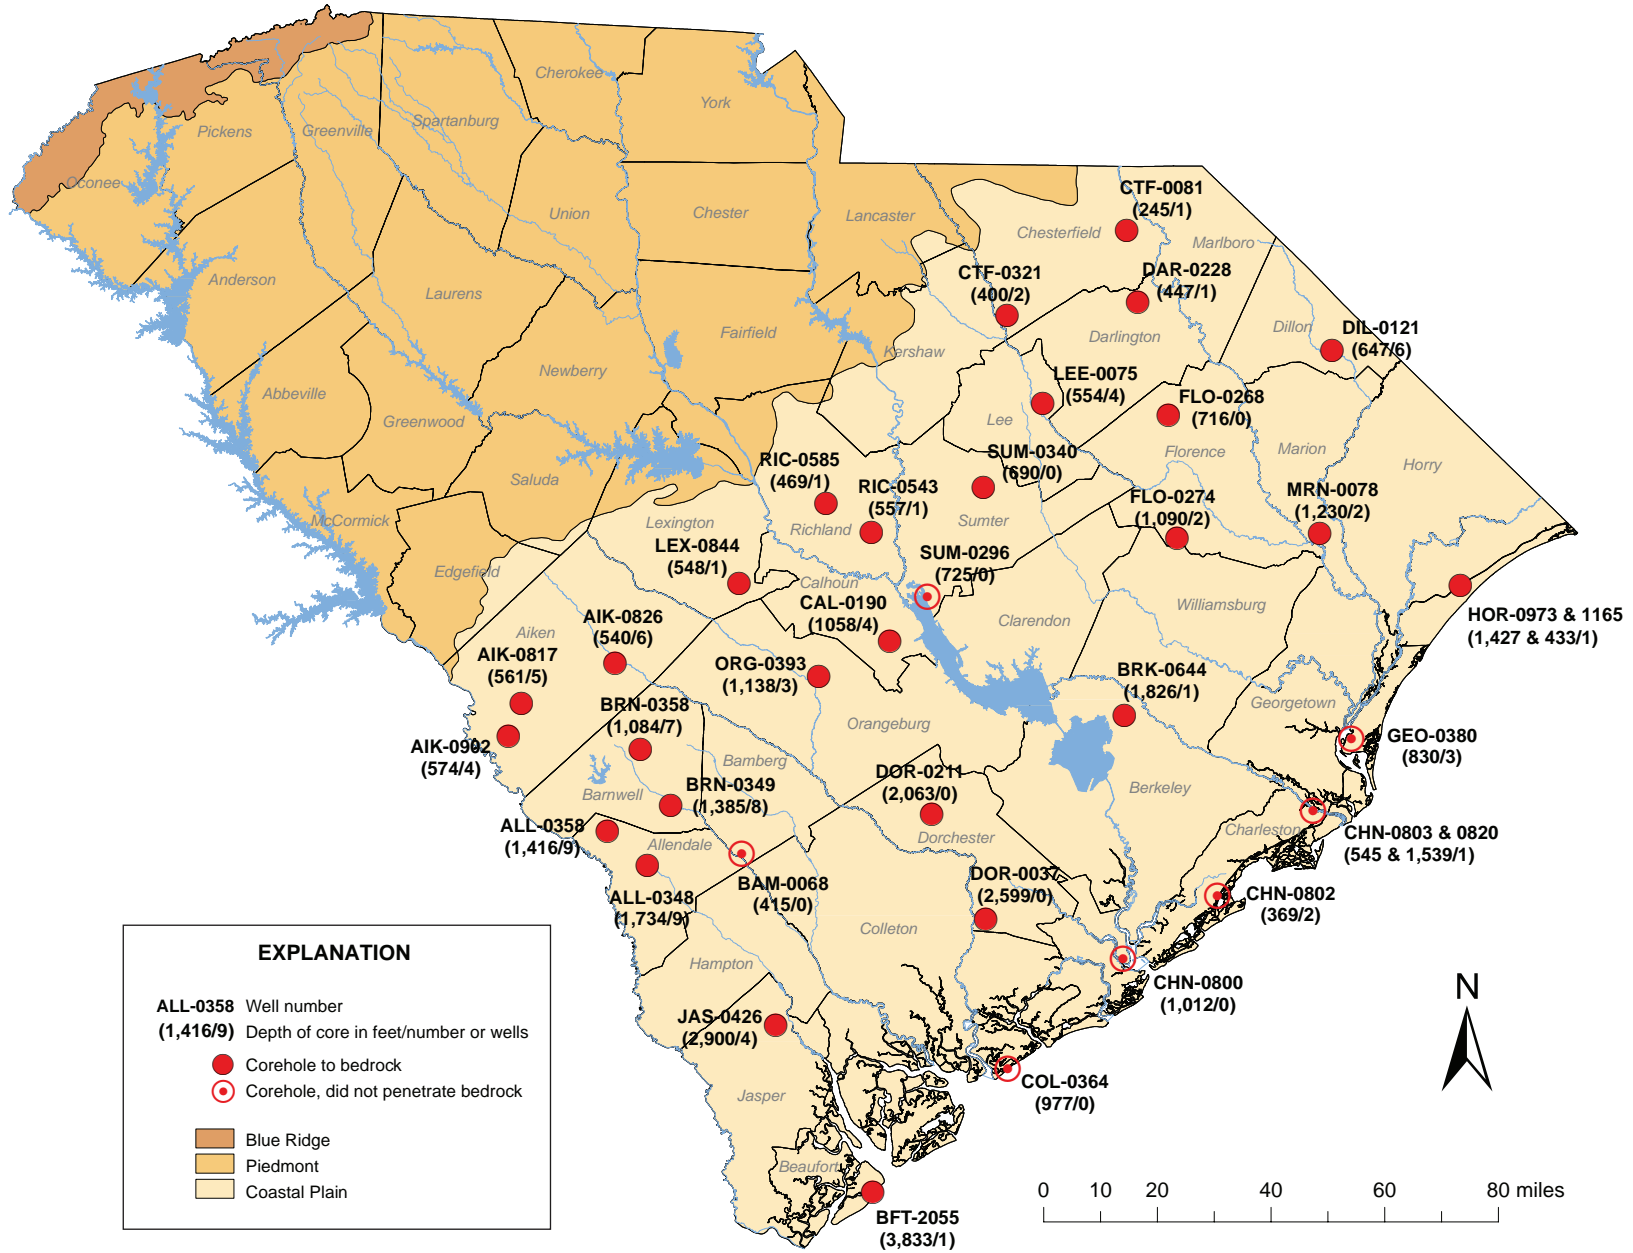 Cherokee
York
Pickens
Greenville
Spartanburg
Oconee
Union
Chester
Lancaster
CTF-0081
(245/1)
Chesterfield
Marlboro
Anderson
Laurens
CTF-0321
(400/2)
DAR-0228
(447/1)
Fairfield
Kershaw
Darlington
Dillon
DIL-0121
(647/6)
Newberry
Abbeville
Greenwood
LEE-0075
(554/4)
Lee
FLO-0268
(716/0)
Florence
Marion
Horry
Saluda
RIC-0585
(469/1)
RIC-0543
(557/1)
SUM-0340
(690/0)
FLO-0274
(1,090/2)
MRN-0078
(1,230/2)
McCormick
Lexington
Richland
Sumter
LEX-0844
(548/1)
SUM-0296
(725/0)
Edgefield
Calhoun
CAL-0190
(1058/4)
Clarendon
Williamsburg
HOR-0973 & 1165
(1,427 & 433/1)
Aiken
AIK-0826
(540/6)
AIK-0817
(561/5)
ORG-0393
(1,138/3)
BRK-0644
(1,826/1)
BRN-0358
(1,084/7)
Orangeburg
Georgetown
AIK-0902
(574/4)
GEO-0380
(830/3)
Bamberg
DOR-0211
(2,063/0)
Berkeley
Barnwell
BRN-0349
(1,385/8)
ALL-0358
(1,416/9)
Allendale
Dorchester
Charleston
CHN-0803 & 0820
(545 & 1,539/1)
ALL-0348
(1,734/9)
BAM-0068
(415/0)
DOR-0037
(2,599/0)
CHN-0802
(369/2)
Colleton
Hampton
CHN-0800
(1,012/0)
JAS-0426
(2,900/4)
COL-0364
(977/0)
Jasper
Beaufort
BFT-2055
(3,833/1)
EXPLANATION
ALL-0358 Well number
(1,416/9) Depth of core in feet/number or wells
Corehole to bedrock
Corehole, did not penetrate bedrock
Blue Ridge
Piedmont
Coastal Plain
N
0 10 20 40 60 80 miles